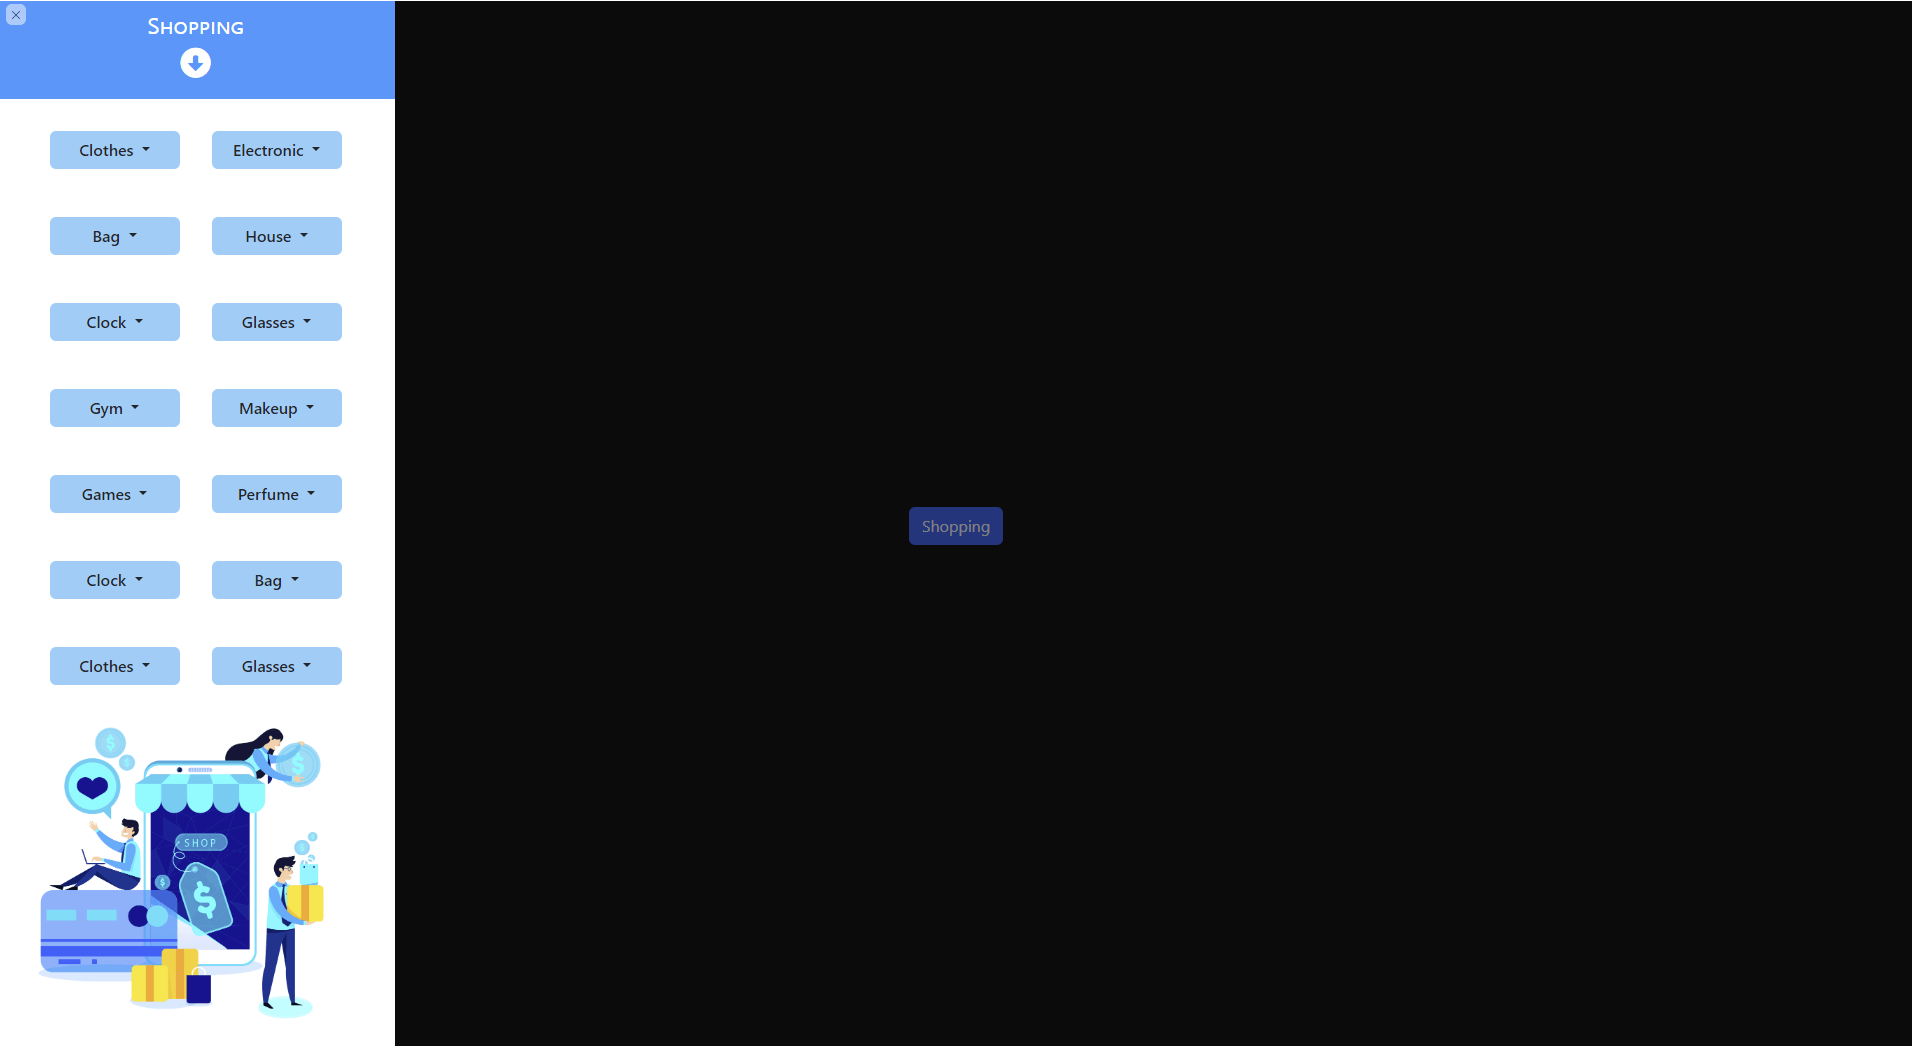 Shopping
Clothes
Electronic
Bag
House
Clock
Glasses
Gym
Makeup
Games
Perfume
Shopping
Clock
Bag
Clothes
Glasses
$
$
$
$
$
SHOP
$
$